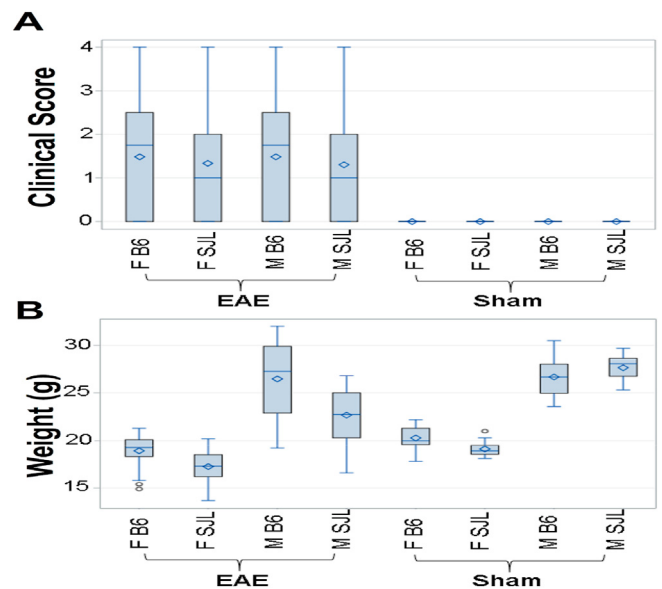 A
Clinical Score
4
3
2
1
0
F B6
F SJL
M B6
M SJL
F B6
F SJL
M B6
M SJL
EAE
Sham
B
Weight (g)
30
25
20
15
F B6
F SJL
M B6
M SJL
F B6
F SJL
M B6
M SJL
EAE
Sham